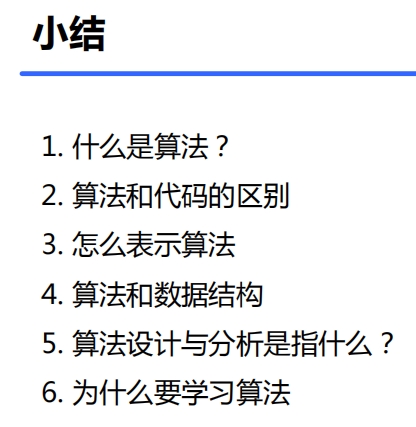 小结
1. 什么是算法？
2. 算法和代码的区别
3. 怎么表示算法
4. 算法和数据结构
5. 算法设计与分析是指什么？
6. 为什么要学习算法